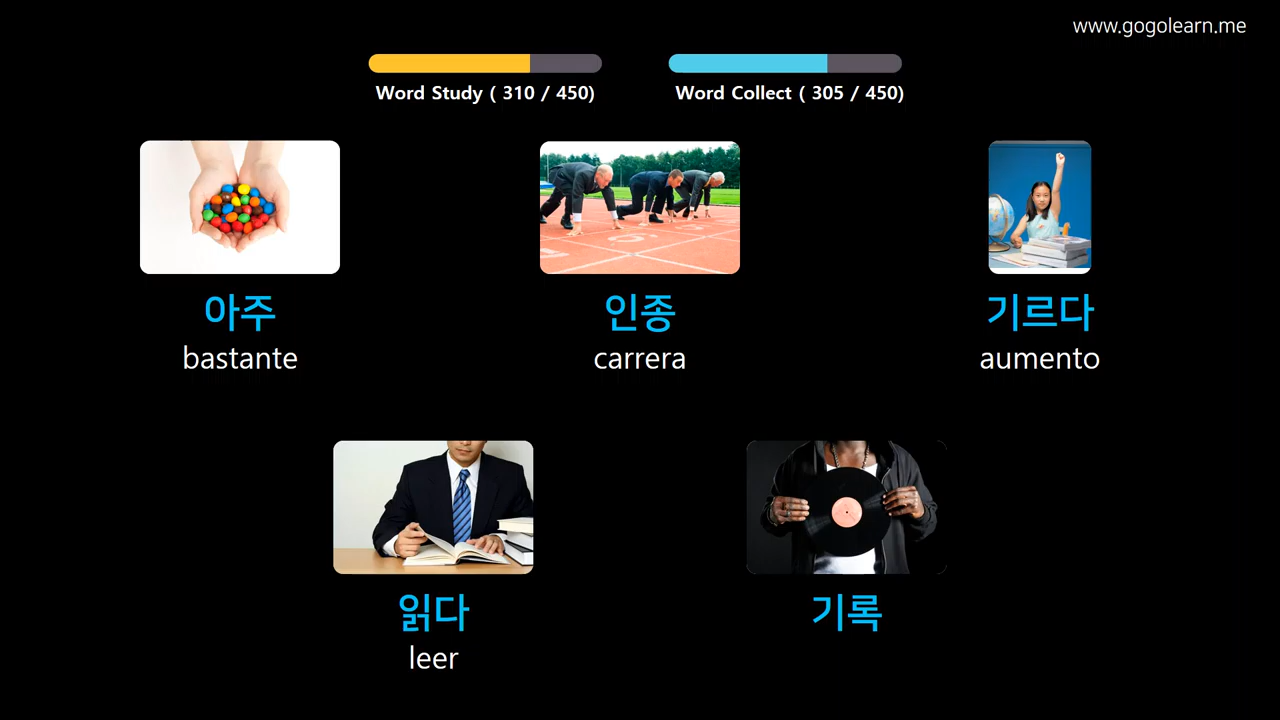 www.gogolearn.me
Word Study ( 310 / 450)
Word Collect ( 305 / 450)
아주
bastante
인종
carrera
기르다
aumento
읽다
leer
기록